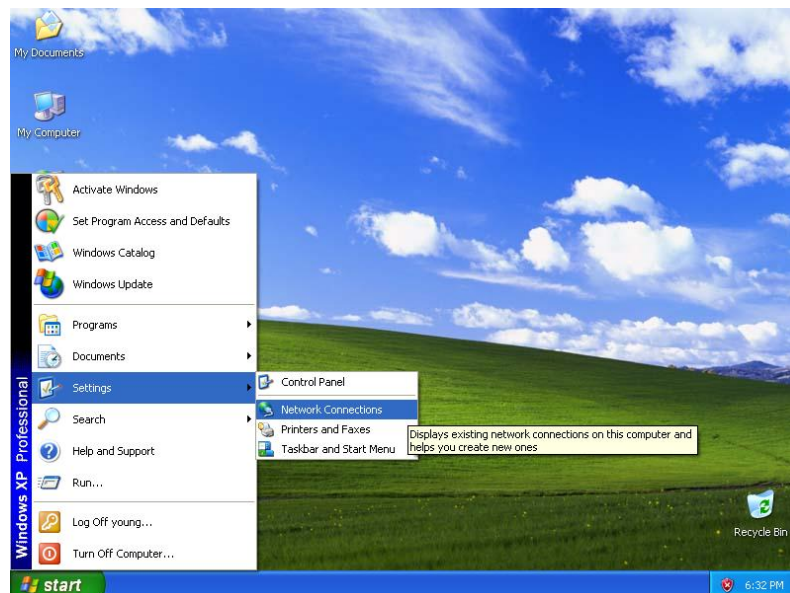 My Documents
My Computer
Activate Windows
Set Program Access and Defaults
Windows Catalog
Windows Update
Programs
Documents
Settings
Search
Help and Support
Run...
Log Off young...
Turn Off Computer...
Windows XP Professional
Control Panel
Network Connections
Printers and Faxes
Taskbar and Start Menu
Displays existing network connections on this computer and
helps you create new ones
Recycle Bin
start
6:32 PM